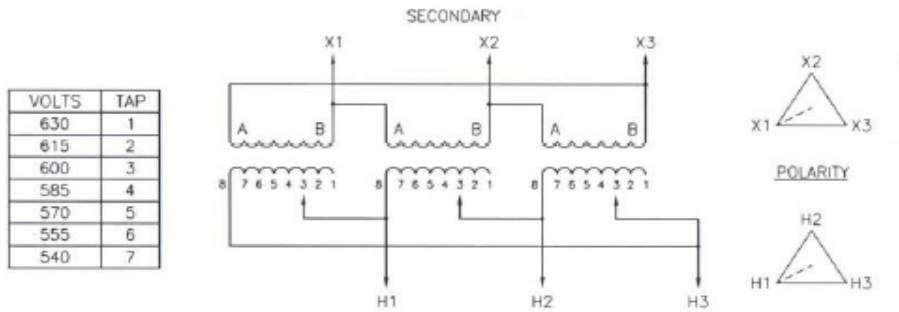 SECONDARY
X1 X2 X3
VOLTS TAP
630 1
615 2
600 3
585 4
570 5
555 6
540 7
A B A B A B
8 7 6 5 4 3 2 1 8 7 6 5 4 3 2 1 8 7 6 5 4 3 2 1
H1 H2 H3
X2
X1 X3
POLARITY
H2
H1 H3